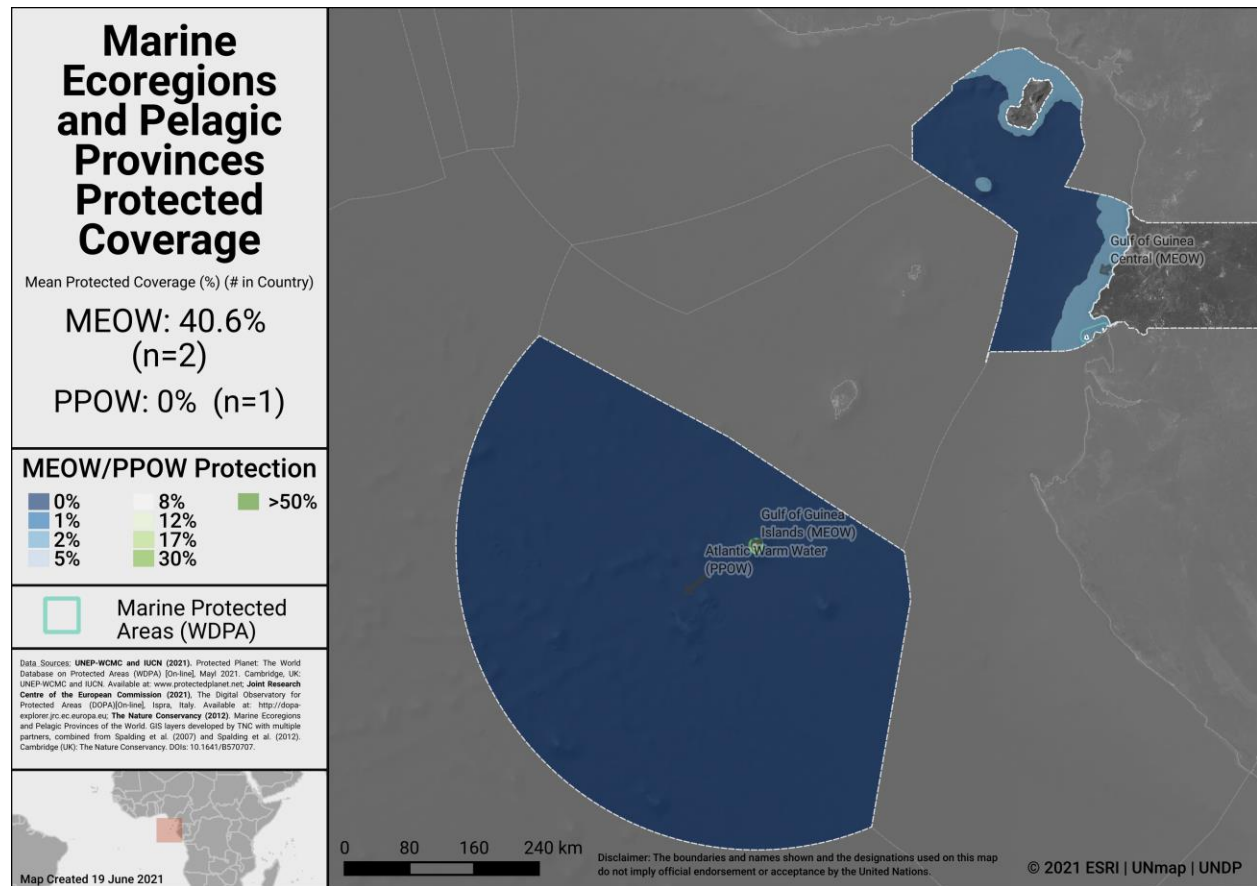 Marine
Ecoregions
and Pelagic
Provinces
Protected
Coverage
Mean Protected Coverage (%) (# in Country)
MEOW: 40.6%
(n=2)
PPOW: 0% (n=1)
MEOW/PPOW Protection
0%
1%
2%
5%
8%
12%
17%
30%
>50%
Marine Protected
Areas (WDPA)
Data Sources: UNEP-WCMC and IUCN (2021). Protected Planet: The World
Database on Protected Areas (WDPA) [On-line], Mayl 2021. Cambridge, UK:
UNEP-WCMC and IUCN. Available at: www.protectedplanet.net; Joint Research
Centre of the European Commission (2021), The Digital Observatory for
Protected Areas (DOPA)[On-line], Ispra, Italy. Available at: http://dopa-
explorer.jrc.ec.europa.eu; The Nature Conservancy (2012). Marine Ecoregions
and Pelagic Provinces of the World. GIS layers developed by TNC with multiple
partners, combined from Spalding et al. (2007) and Spalding et al. (2012).
Cambridge (UK): The Nature Conservancy. DOIs: 10.1641/B570707.
Map Created 19 June 2021
Gulf of Guinea
Central (MEOW)
Gulf of Guinea
Islands (MEOW)
Atlantic Warm Water
(PPOW)
0 80 160 240 km
Disclaimer: The boundaries and names shown and the designations used on this map
do not imply official endorsement or acceptance by the United Nations.
© 2021 ESRI | UNmap | UNDP